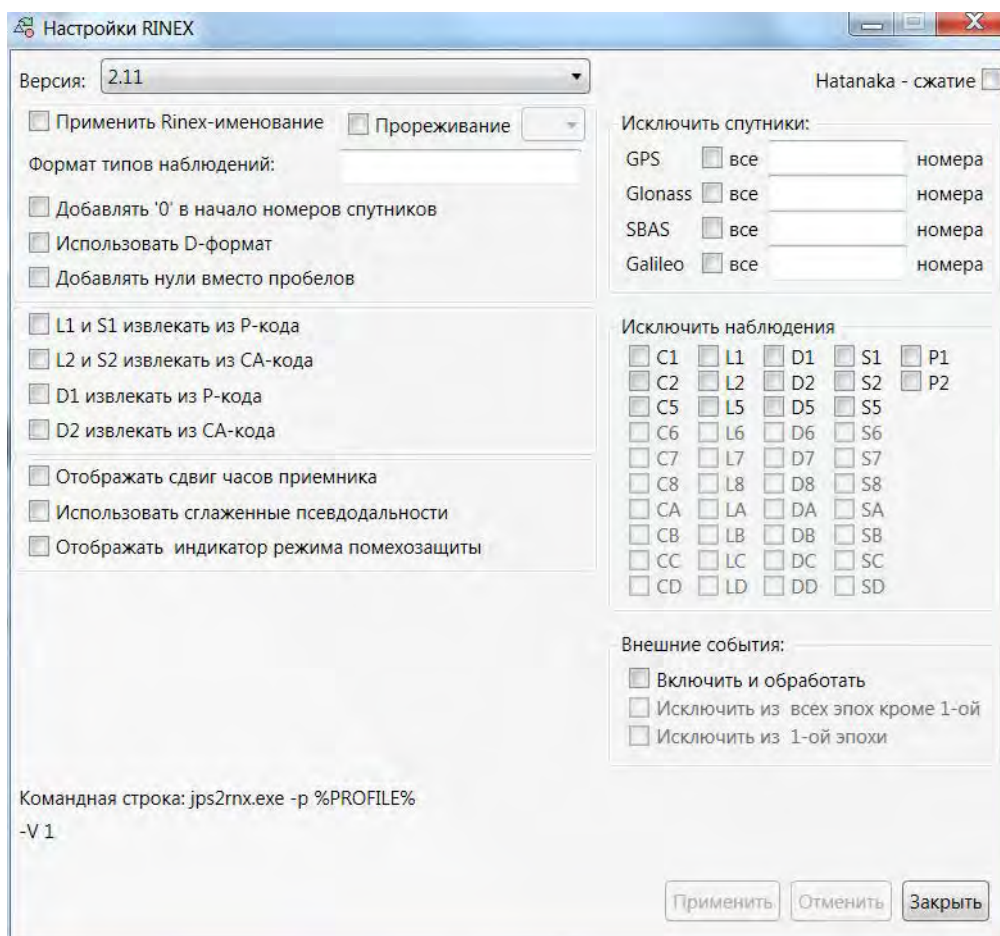 Настройки RINEX
Версия: 2.11
Hatanaka - сжатие
Применить Rinex-именование Прореживание
Формат типов наблюдений:
Добавлять '0' в начало номеров спутников
Использовать D-формат
Добавлять нули вместо пробелов
L1 и S1 извлекать из P-кода
L2 и S2 извлекать из CA-кода
D1 извлекать из P-кода
D2 извлекать из CA-кода
Отображать сдвиг часов приемника
Использовать сглаженные псевдодальности
Отображать индикатор режима помехозащиты
Исключить спутники:
GPS все номера
Glonass все номера
SBAS все номера
Galileo все номера
Исключить наблюдения
C1 L1 D1 S1 P1
C2 L2 D2 S2 P2
C5 L5 D5 S5
C6 L6 D6 S6
C7 L7 D7 S7
C8 L8 D8 S8
CA LA DA SA
CB LB DB SB
CC LC DC SC
CD LD DD SD
Внешние события:
Включить и обработать
Исключить из всех эпох кроме 1-ой
Исключить из 1-ой эпохи
Командная строка: jps2rnx.exe -p %PROFILE%
-V 1
Применить Отменить Закрыть